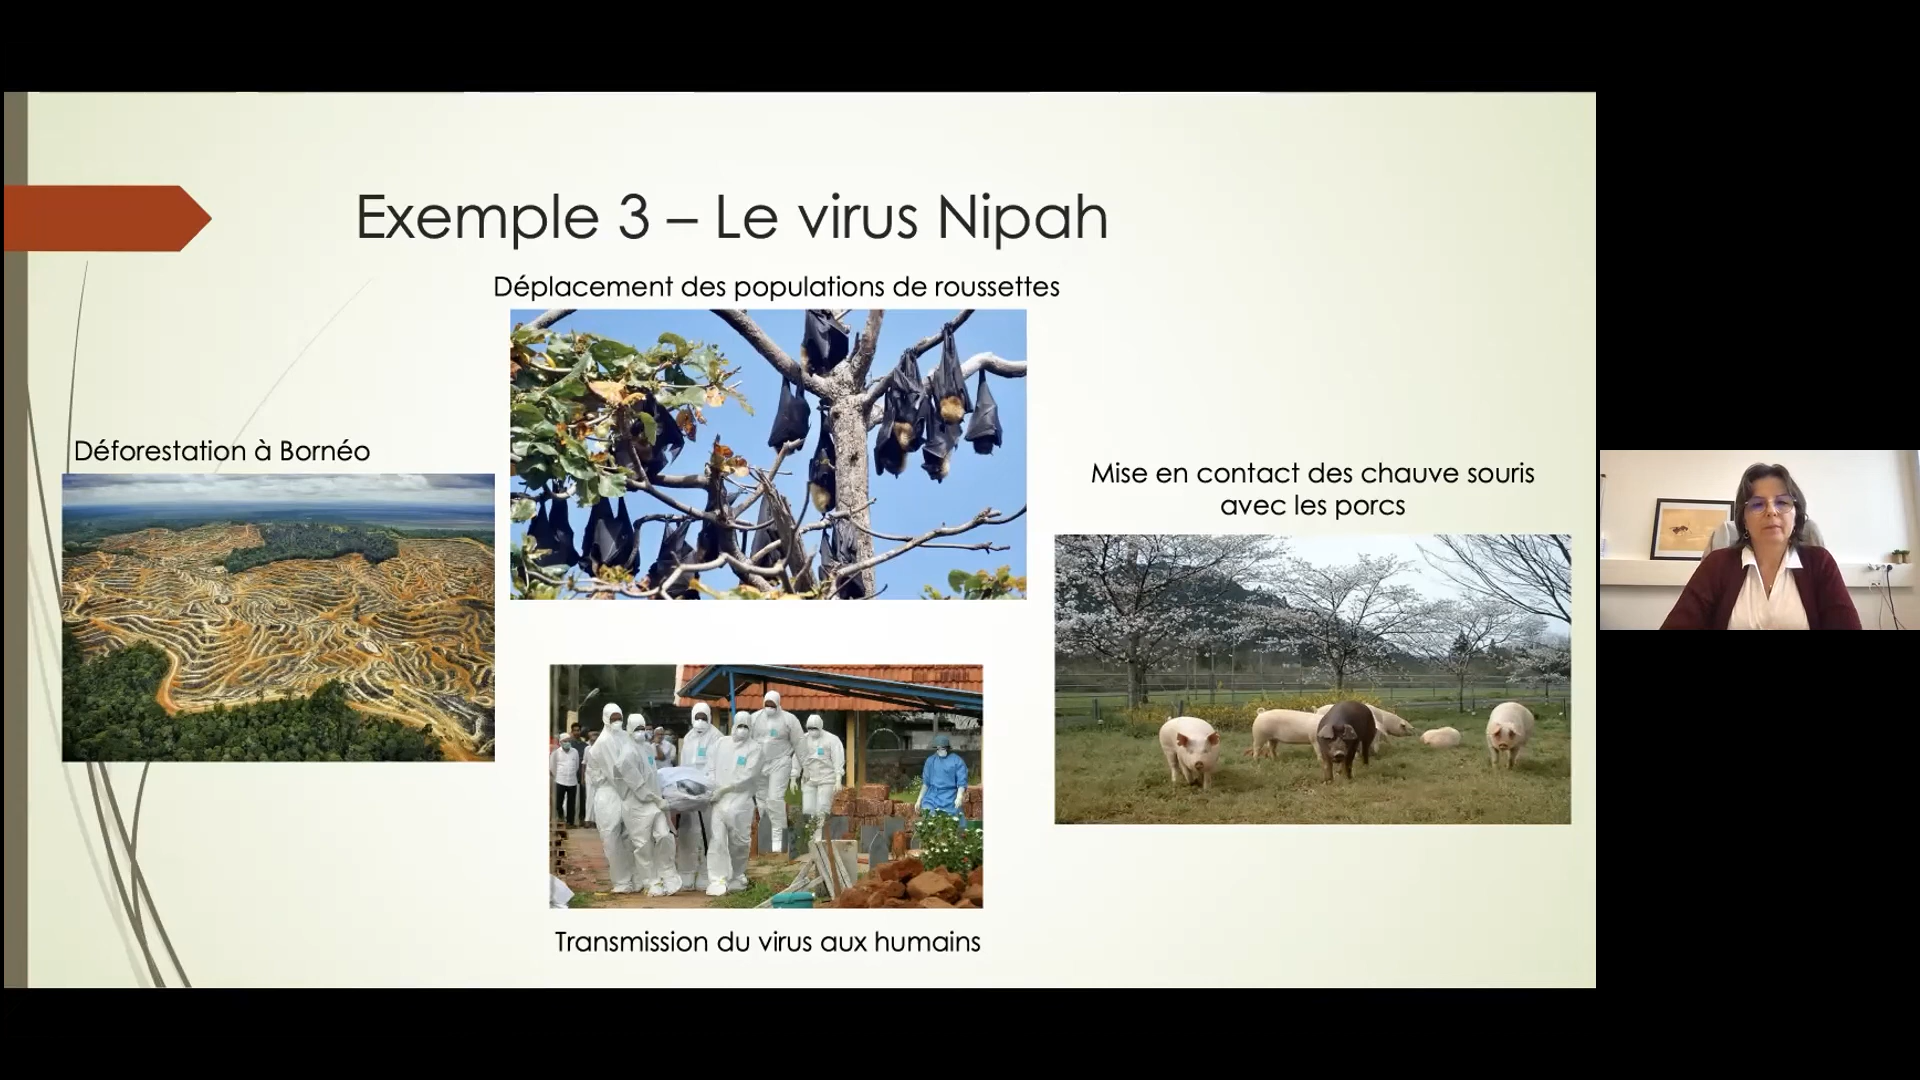 Exemple 3 – Le virus Nipah
Déplacement des populations de roussettes
Déforestation à Bornéo
Mise en contact des chauve souris
avec les porcs
Transmission du virus aux humains